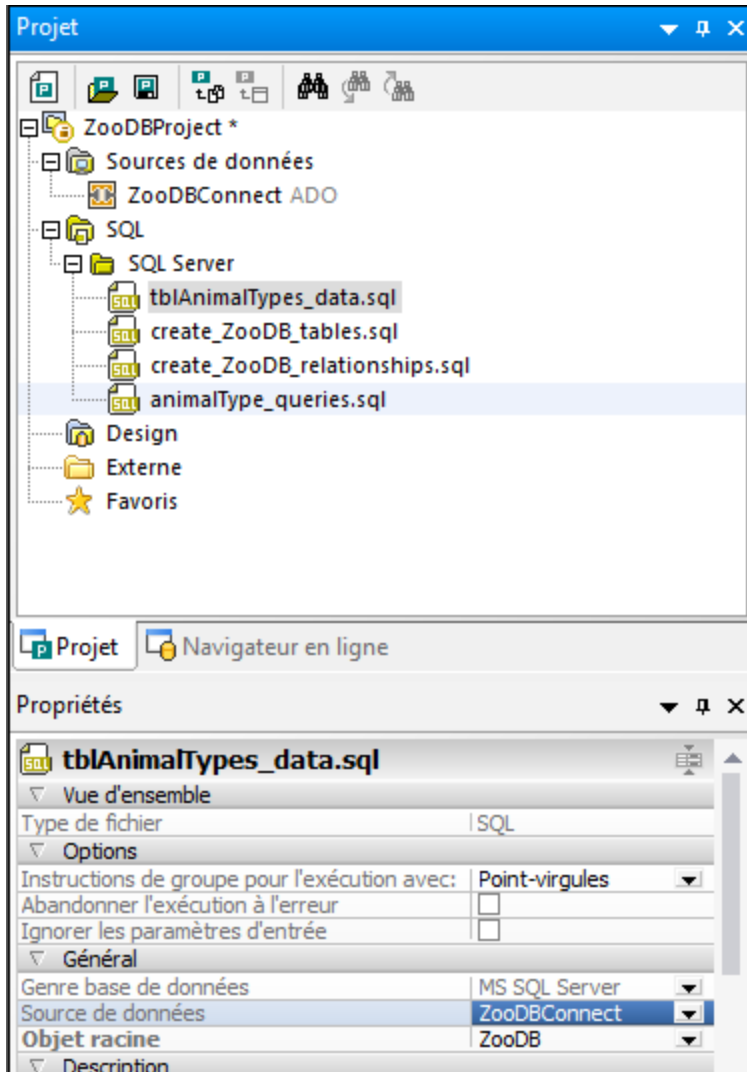 Projet
ZooDBProject *
Sources de données
ZooDBConnect ADO
SQL
SQL Server
tblAnimalTypes_data.sql
create_ZooDB_tables.sql
create_ZooDB_relationships.sql
animalType_queries.sql
Design
Externe
Favoris
Projet Navigateur en ligne
Propriétés
tblAnimalTypes_data.sql
Vue d'ensemble
Type de fichier SQL
Options
Instructions de groupe pour l'exécution avec: Point-virgules
Abandonner l'exécution à l'erreur
Ignorer les paramètres d'entrée
Général
Genre base de données MS SQL Server
Source de données ZooDBConnect
Objet racine ZooDB
Description